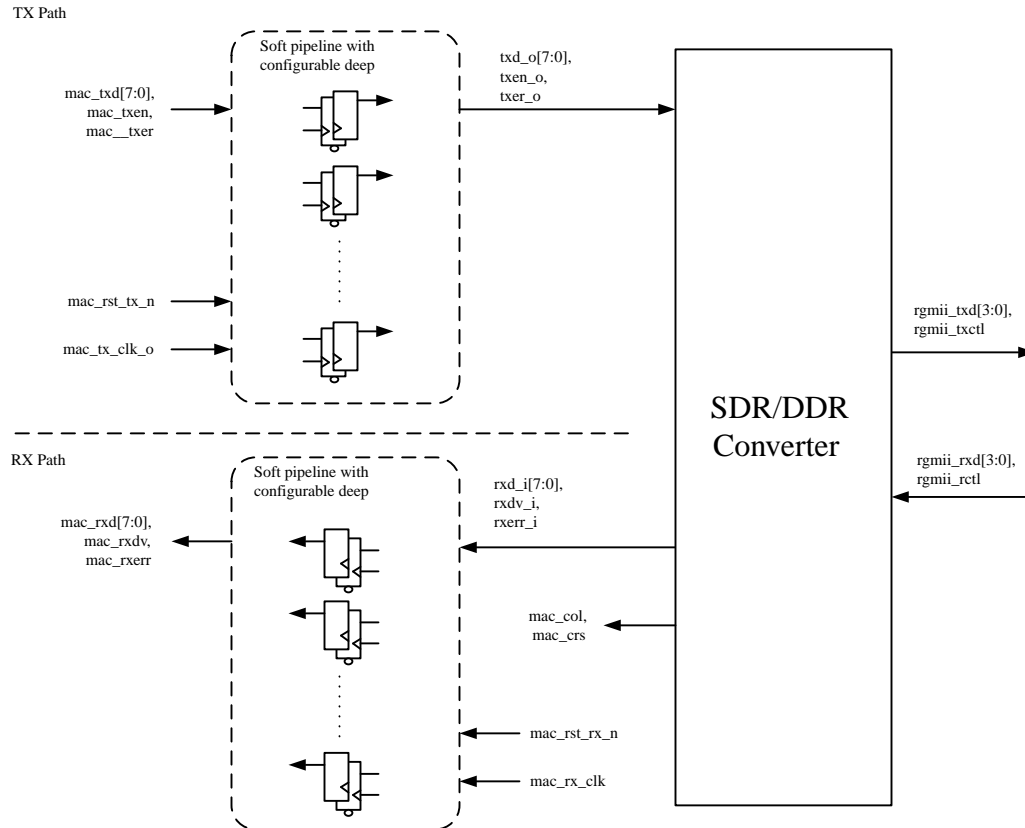 TX Path
Soft pipeline with
configurable deep
mac_txd[7:0],
mac_txen,
mac__txer
txd_o[7:0],
txen_o,
txer_o
mac_rst_tx_n
mac_tx_clk_o
rgmii_txd[3:0],
rgmii_txctl
SDR/DDR
Converter
RX Path
Soft pipeline with
configurable deep
rgmii_rxd[3:0],
rgmii_rctl
rxd_i[7:0],
rxdv_i,
rxerr_i
mac_rxd[7:0],
mac_rxdv,
mac_rxerr
mac_col,
mac_crs
mac_rst_rx_n
mac_rx_clk